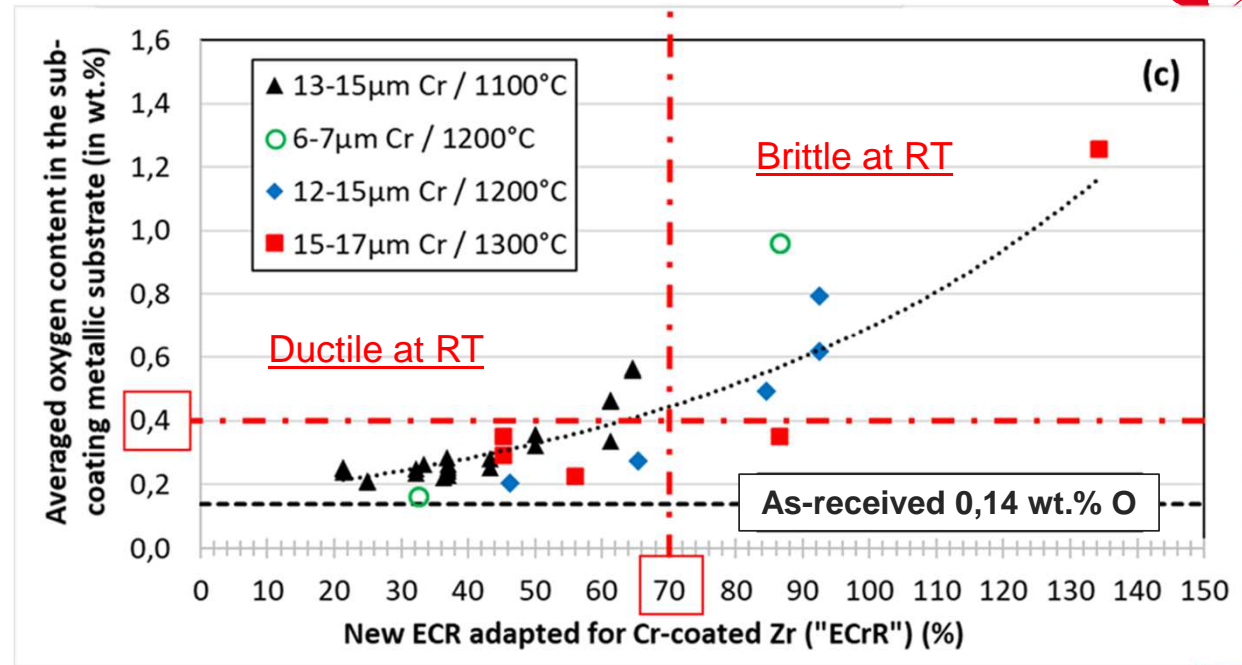 Averaged oxygen content in the sub-
coating metallic substrate (in wt.%)
1,6
1,4
1,2
1,0
0,8
0,6
0,4
0,2
0,0
13-15µm Cr / 1100°C
6-7µm Cr / 1200°C
12-15µm Cr / 1200°C
15-17µm Cr / 1300°C
(c)
Brittle at RT
Ductile at RT
As-received 0,14 wt.% O
0 10 20 30 40 50 60 70 80 90 100 110 120 130 140 150
New ECR adapted for Cr-coated Zr ("ECrR") (%)